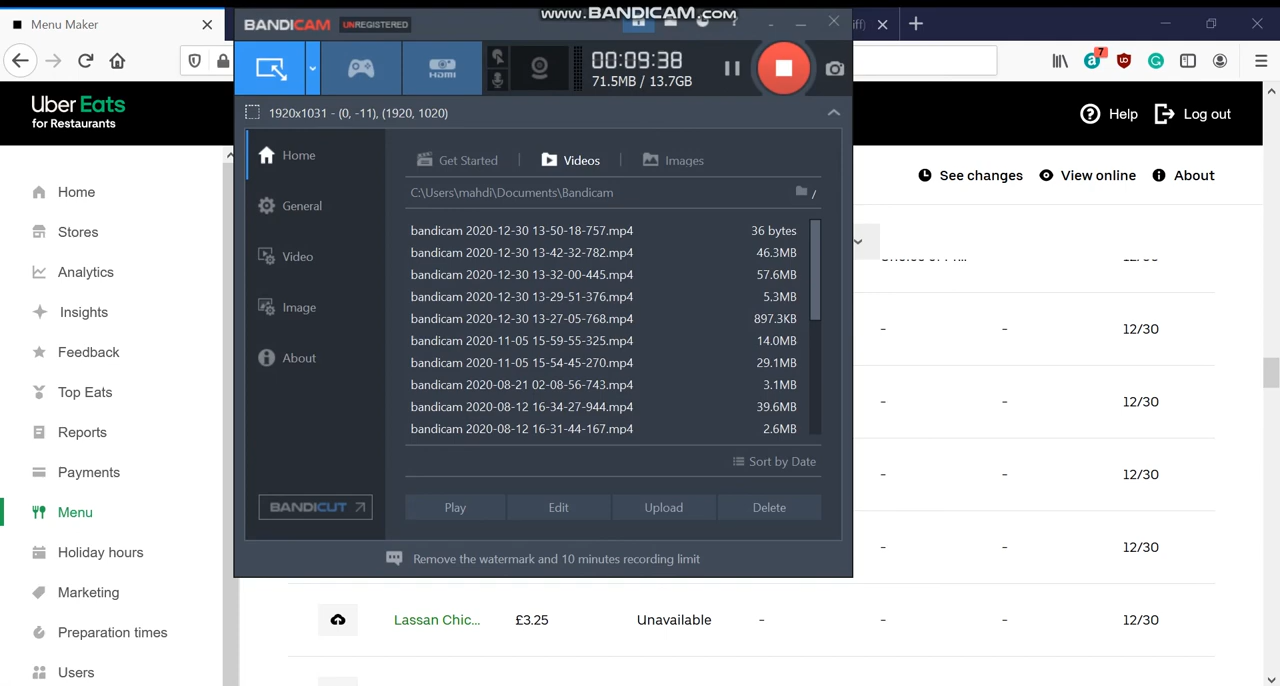 Menu Maker
BANDICAM UNREGISTERED
www.BANDICAM.com
iff)
HDMI
00:09:38
71.5MB / 13.7GB
7
Uber Eats
for Restaurants
Help
Log out
1920x1031 - (0, -11), (1920, 1020)
Home
Get Started
Videos
Images
See changes
View online
About
C:\Users\mahdi\Documents\Bandicam
/
General
Video
Image
About
bandicam 2020-12-30 13-50-18-757.mp4 36 bytes
bandicam 2020-12-30 13-42-32-782.mp4 46.3MB
bandicam 2020-12-30 13-32-00-445.mp4 57.6MB
bandicam 2020-12-30 13-29-51-376.mp4 5.3MB
bandicam 2020-12-30 13-27-05-768.mp4 897.3KB
bandicam 2020-11-05 15-59-55-325.mp4 14.0MB
bandicam 2020-11-05 15-54-45-270.mp4 29.1MB
bandicam 2020-08-21 02-08-56-743.mp4 3.1MB
bandicam 2020-08-12 16-34-27-944.mp4 39.6MB
bandicam 2020-08-12 16-31-44-167.mp4 2.6MB
Sort by Date
BANDICUT
Play
Edit
Upload
Delete
Remove the watermark and 10 minutes recording limit
Home
Stores
Analytics
Insights
Feedback
Top Eats
Reports
Payments
Menu
Holiday hours
Marketing
Preparation times
Users
- - 12/30
- - 12/30
- - 12/30
- - 12/30
Lassan Chic... £3.25 Unavailable - - - 12/30